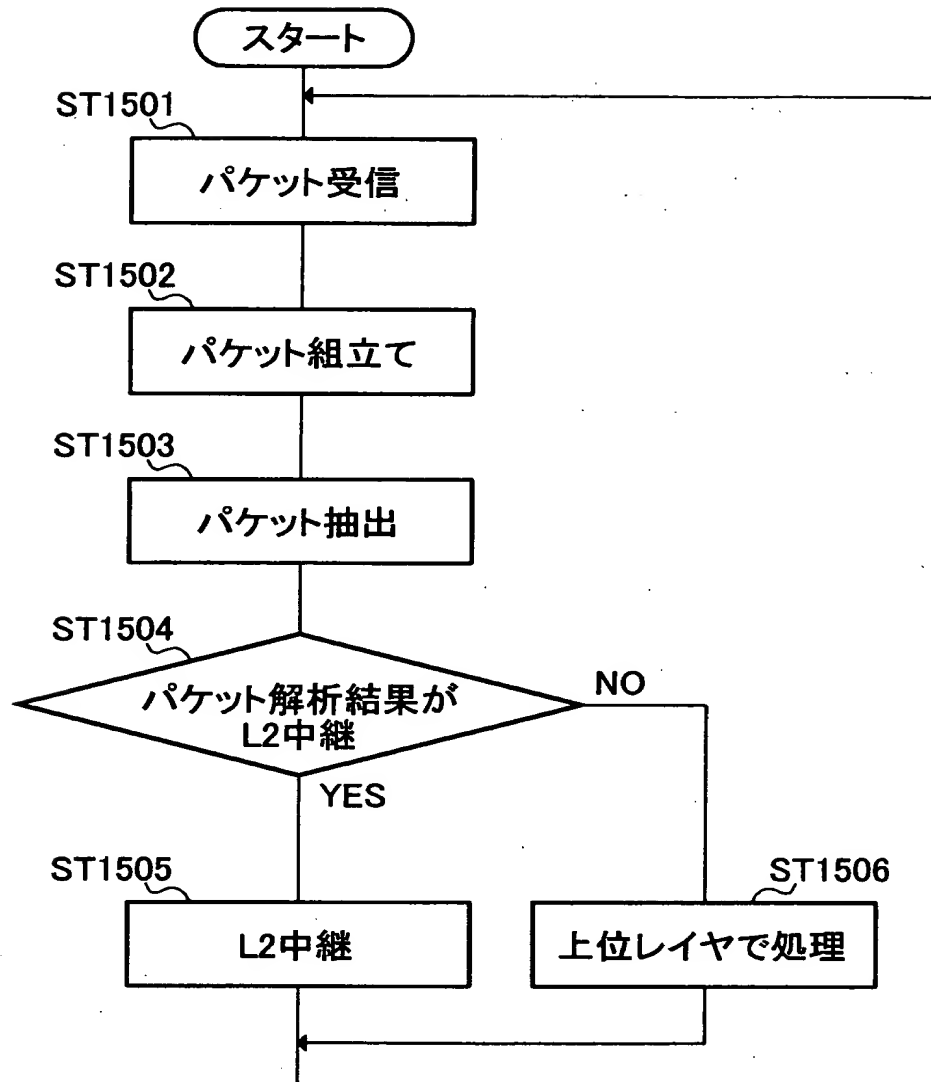 スタート
ST1501
パケット受信
ST1502
パケット組立て
ST1503
パケット抽出
ST1504
パケット解析結果が
L2中継
NO
YES
ST1505
L2中継
ST1506
上位レイヤで処理